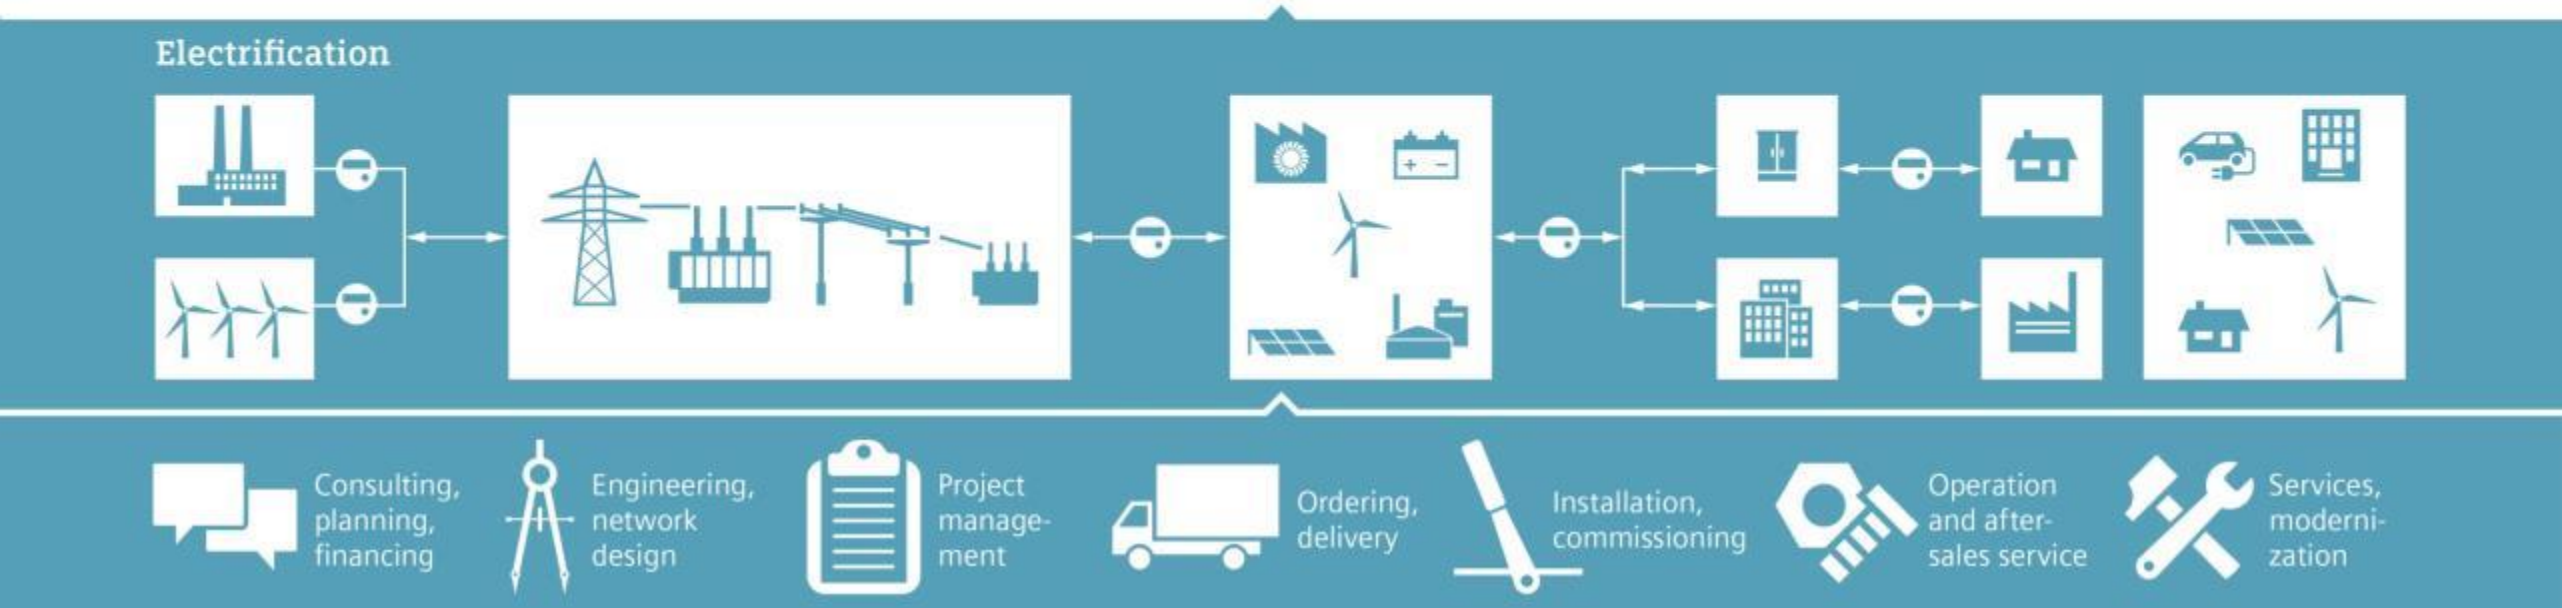 Electrification
Consulting,
planning,
financing
Engineering,
network
design
Project
manage-
ment
Ordering,
delivery
Installation,
commissioning
Operation
and after-
sales service
Services,
moderni-
zation